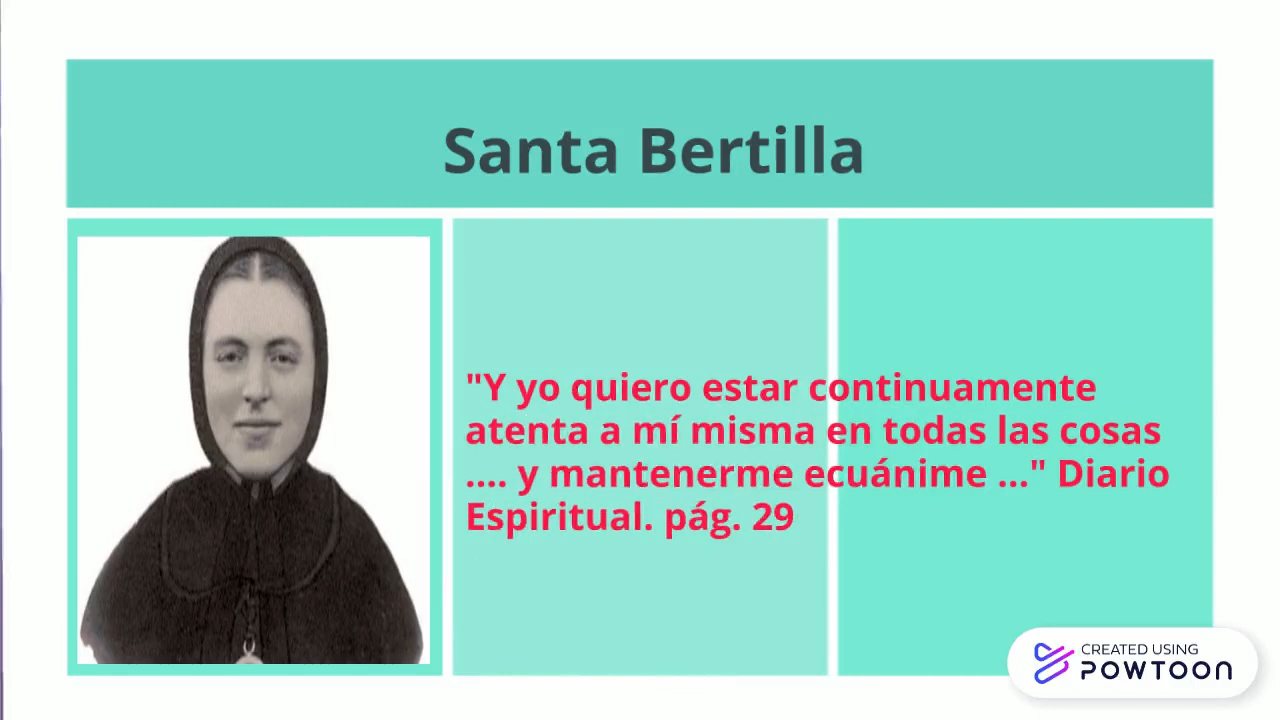 Santa Bertilla
"Y yo quiero estar continuamente
atenta a mí misma en todas las cosas
.... y mantenerme ecuánime ..." Diario
Espiritual. pág. 29
CREATED USING
POWTOON